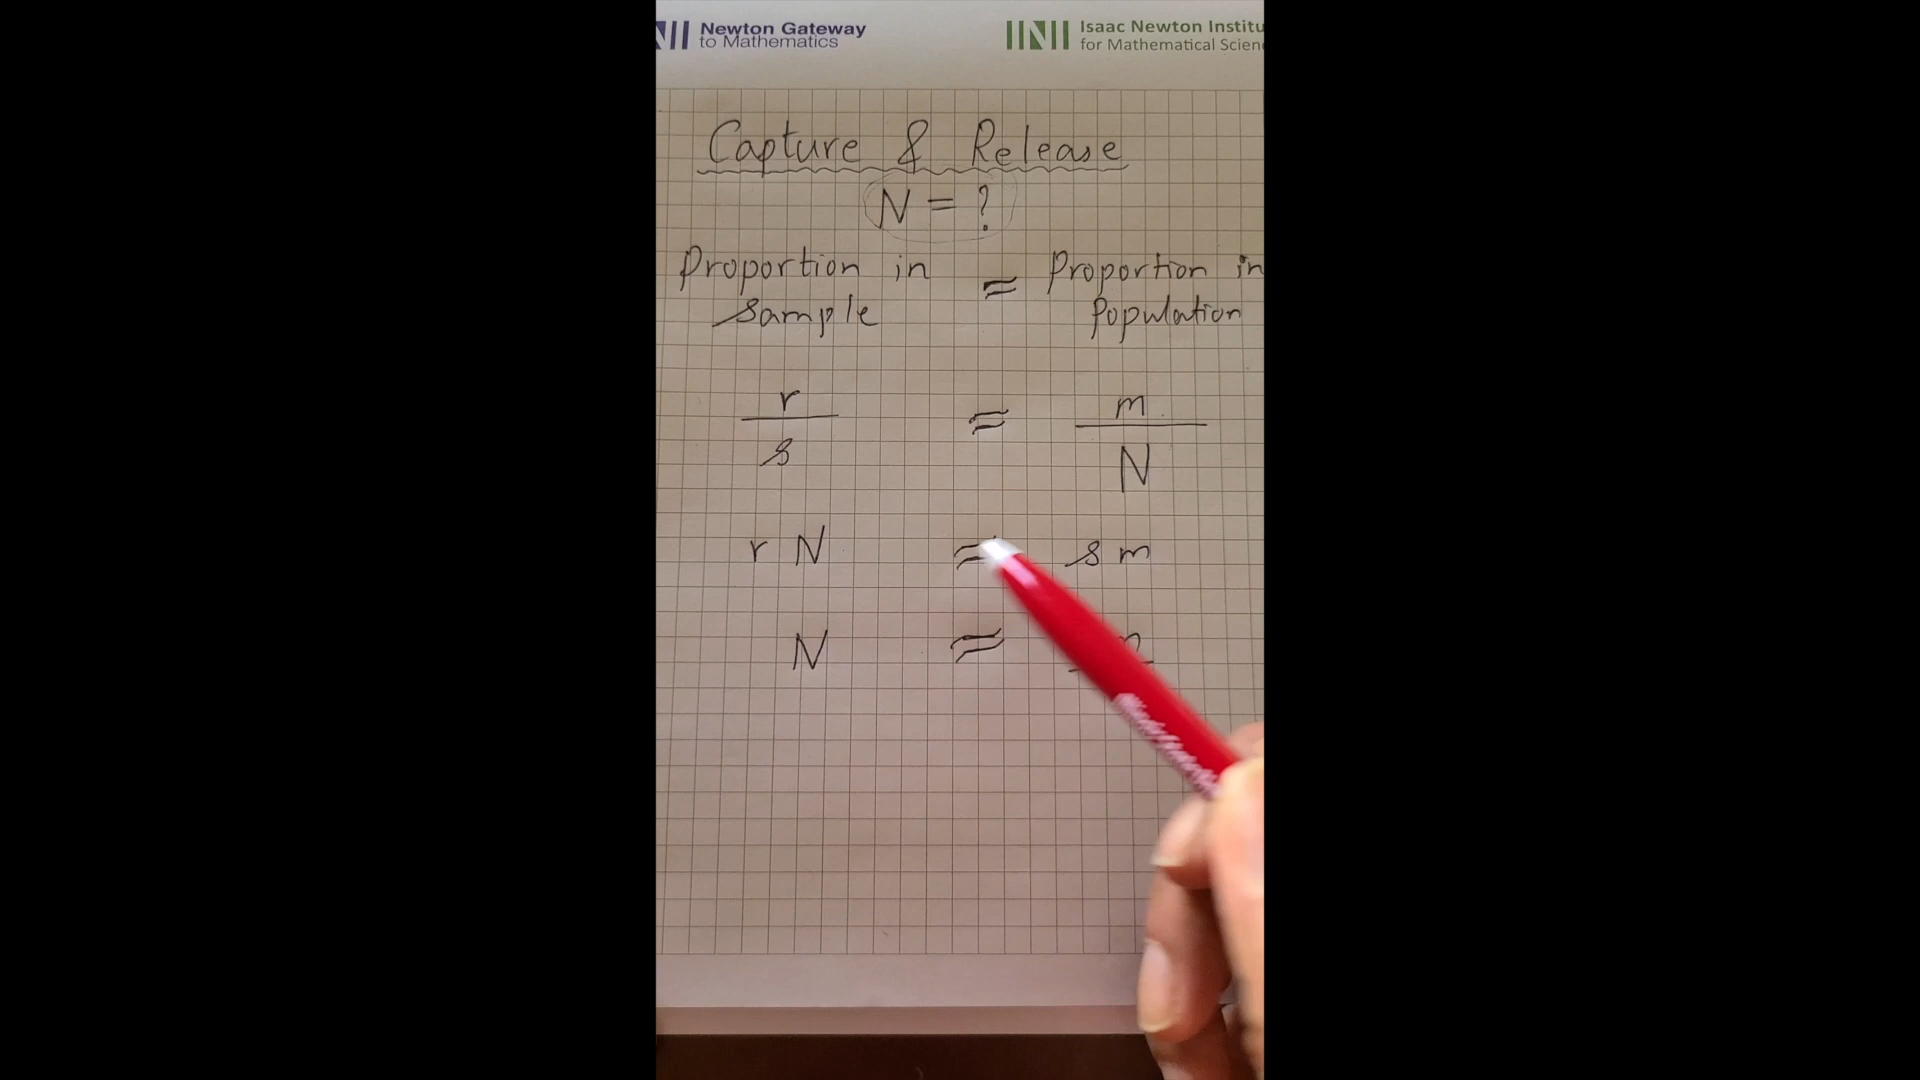 Newton Gateway
to Mathematics
Isaac Newton Institu
for Mathematical Scien
Capture & Release
N = ?
Proportion in sample ≈ Proportion in Population
r/s ≈ m/N
r N ≈ s m
N ≈